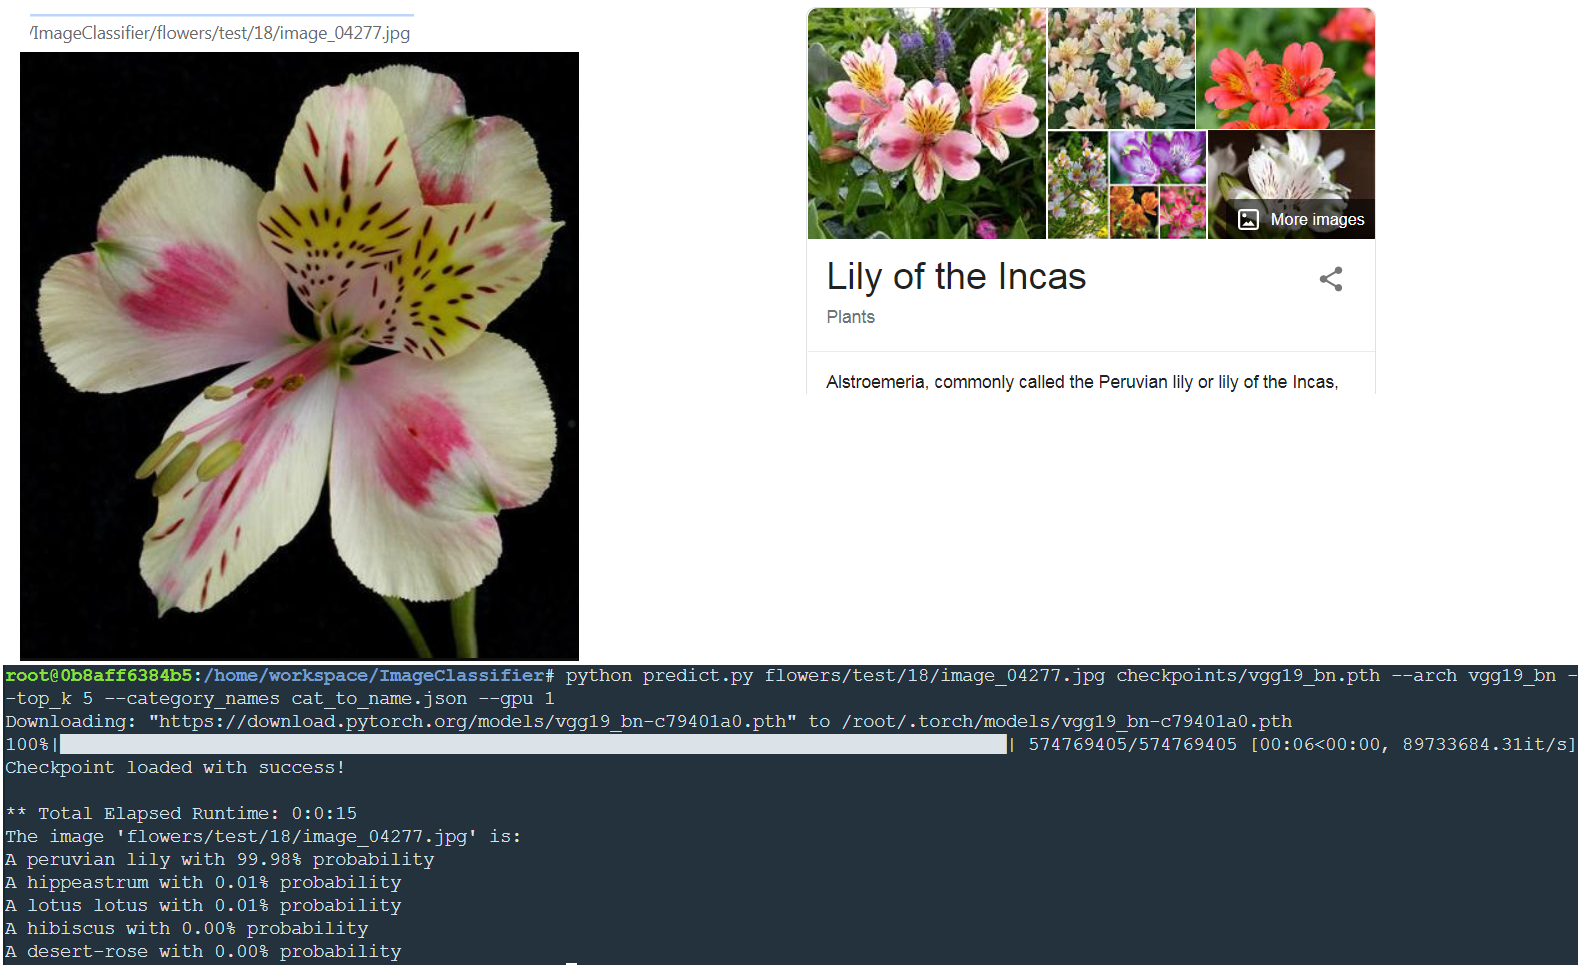 /ImageClassifier/flowers/test/18/image_04277.jpg
More images
Lily of the Incas
Plants
Alstroemeria, commonly called the Peruvian lily or lily of the Incas,
root@0b8aff6384b5:/home/workspace/ImageClassifier# python predict.py flowers/test/18/image_04277.jpg checkpoints/vgg19_bn.pth --arch vgg19_bn -
-top_k 5 --category_names cat_to_name.json --gpu 1
Downloading: "https://download.pytorch.org/models/vgg19_bn-c79401a0.pth" to /root/.torch/models/vgg19_bn-c79401a0.pth
100%| | 574769405/574769405 [00:06<00:00, 89733684.31it/s]
Checkpoint loaded with success!
** Total Elapsed Runtime: 0:0:15
The image 'flowers/test/18/image_04277.jpg' is:
A peruvian lily with 99.98% probability
A hippeastrum with 0.01% probability
A lotus lotus with 0.01% probability
A hibiscus with 0.00% probability
A desert-rose with 0.00% probability